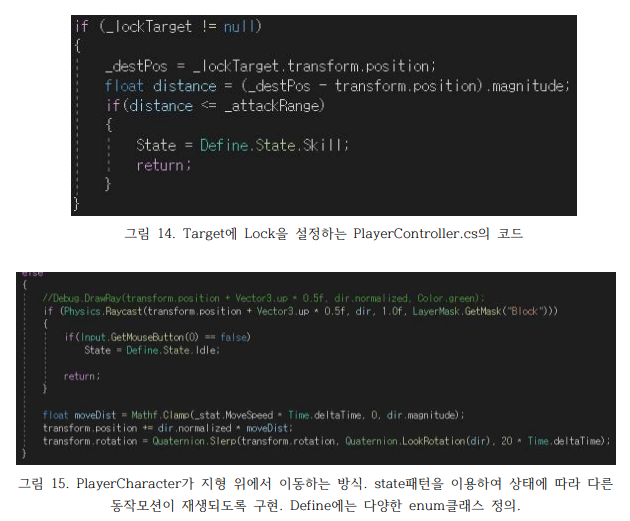 if (_lockTarget != null)
{
_destPos = _lockTarget.transform.position;
float distance = (_destPos - transform.position).magnitude;
if(distance <= _attackRange)
{
State = Define.State.Skill;
return;
}
}
그림 14. Target에 Lock을 설정하는 PlayerController.cs의 코드
else
{
//Debug.DrawRay(transform.position + Vector3.up * 0.5f, dir.normalized, Color.green);
if (Physics.Raycast(transform.position + Vector3.up * 0.5f, dir, 1.0f, LayerMask.GetMask("Block")))
{
if(Input.GetMouseButton(0) == false)
State = Define.State.Idle;
return;
}
float moveDist = Mathf.Clamp(_stat.MoveSpeed * Time.deltaTime, 0, dir.magnitude);
transform.position += dir.normalized * moveDist;
transform.rotation = Quaternion.Slerp(transform.rotation, Quaternion.LookRotation(dir), 20 * Time.deltaTime);
}
그림 15. PlayerCharacter가 지형 위에서 이동하는 방식. state패턴을 이용하여 상태에 따라 다른
동작모션이 재생되도록 구현. Define에는 다양한 enum클래스 정의.